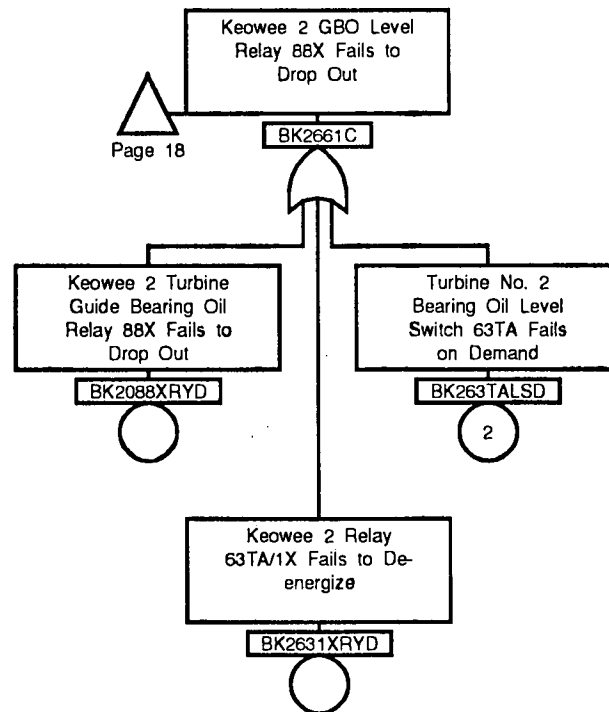 Keowee 2 GBO Level
Relay 88X Fails to
Drop Out
Page 18
BK2661C
Keowee 2 Turbine
Guide Bearing Oil
Relay 88X Fails to
Drop Out
BK2088XRYD
Turbine No. 2
Bearing Oil Level
Switch 63TA Fails
on Demand
BK263TALSD
2
Keowee 2 Relay
63TA/1X Fails to De-
energize
BK2631XRYD